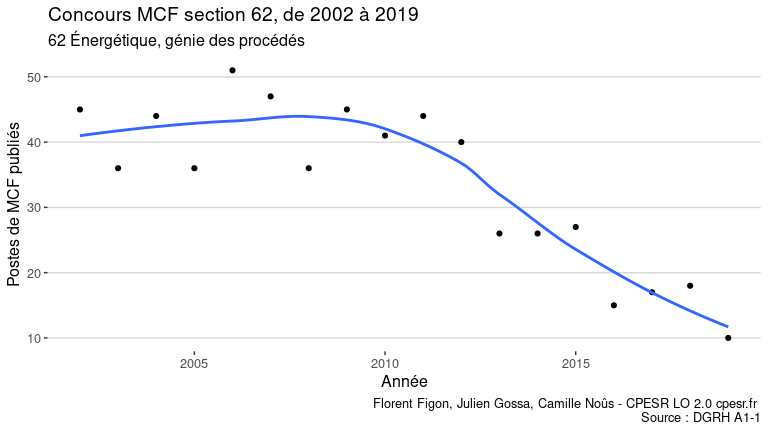 Concours MCF section 62, de 2002 à 2019
62 Énergétique, génie des procédés
Postes de MCF publiés
50
40
30
20
10
2005
2010
2015
Année
Florent Figon, Julien Gossa, Camille Noûs - CPESR LO 2.0 cpesr.fr
Source : DGRH A1-1